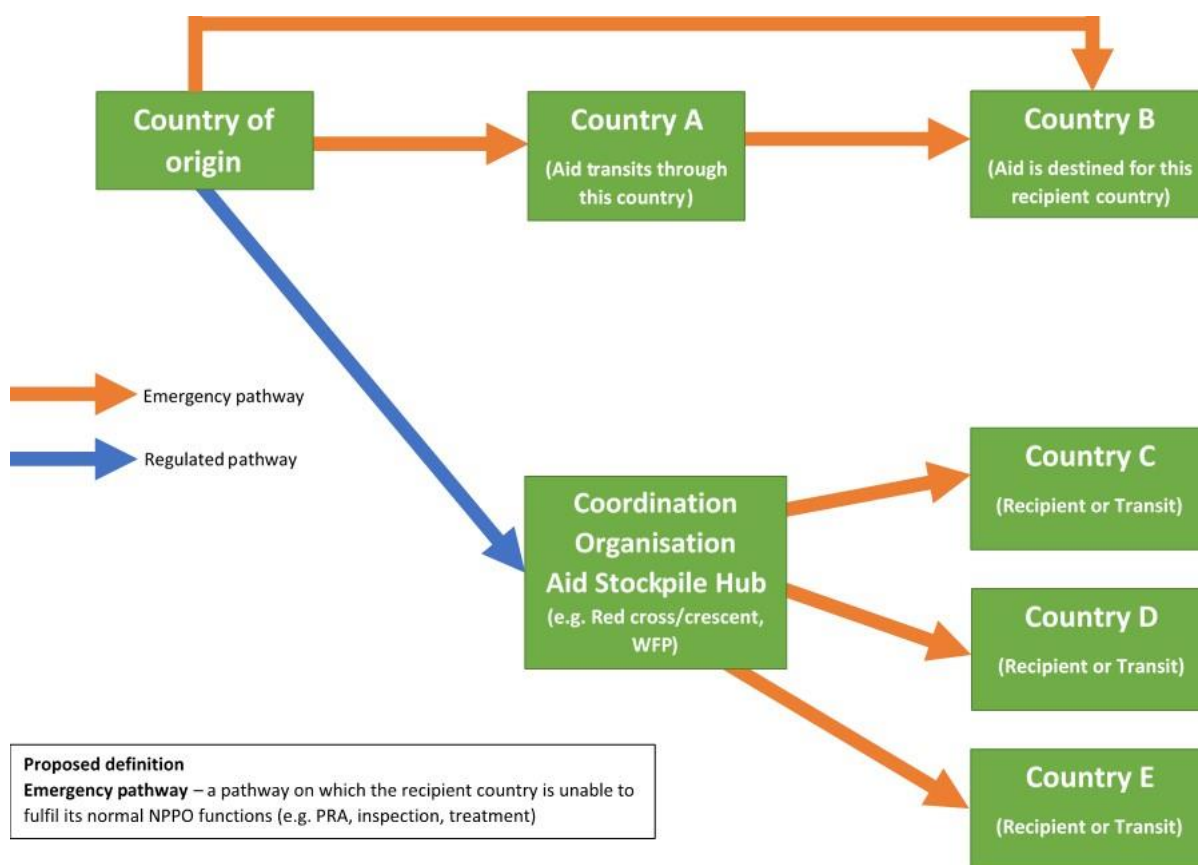 Country of
origin
Country A
(Aid transits through
this country)
Country B
(Aid is destined for this
recipient country)
Emergency pathway
Regulated pathway
Coordination
Organisation
Aid Stockpile Hub
(e.g. Red cross/crescent,
WFP)
Country C
(Recipient or Transit)
Country D
(Recipient or Transit)
Country E
(Recipient or Transit)
Proposed definition
Emergency pathway – a pathway on which the recipient country is unable to
fulfil its normal NPPO functions (e.g. PRA, inspection, treatment)